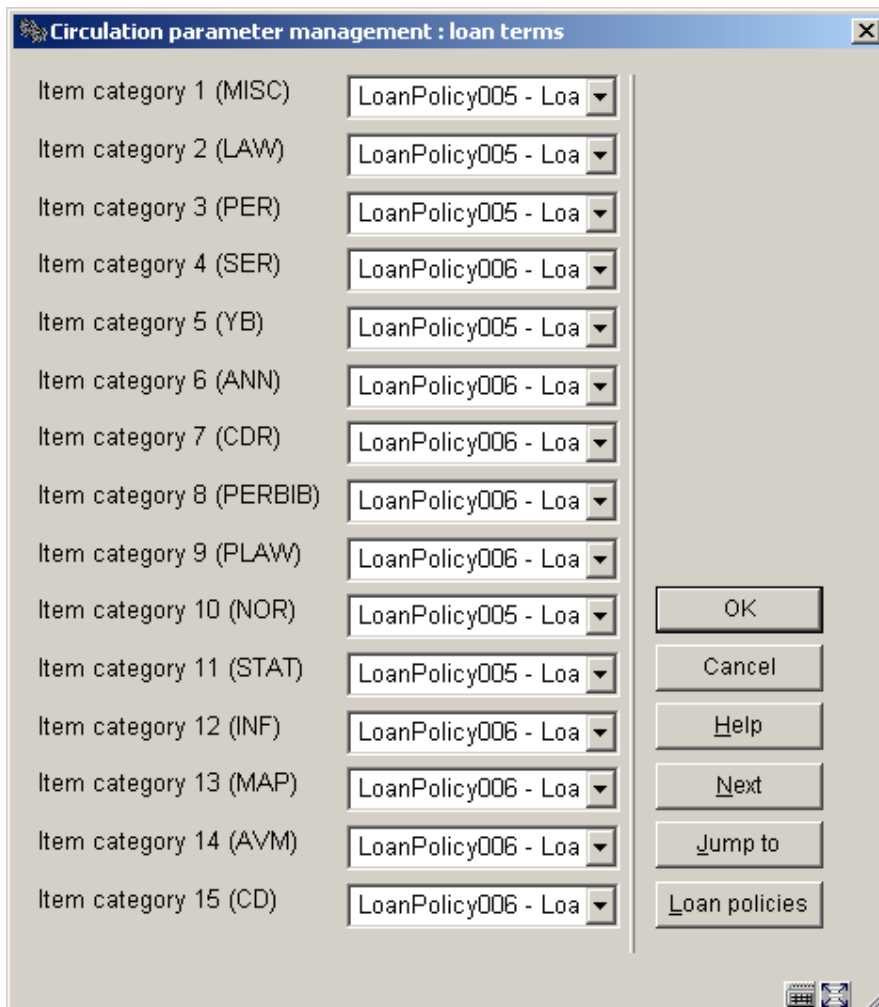 Circulation parameter management : loan terms
Item category 1 (MISC) LoanPolicy005 - Loa
Item category 2 (LAW) LoanPolicy005 - Loa
Item category 3 (PER) LoanPolicy005 - Loa
Item category 4 (SER) LoanPolicy006 - Loa
Item category 5 (YB) LoanPolicy005 - Loa
Item category 6 (ANN) LoanPolicy006 - Loa
Item category 7 (CDR) LoanPolicy006 - Loa
Item category 8 (PERBIB) LoanPolicy006 - Loa
Item category 9 (PLAW) LoanPolicy006 - Loa
Item category 10 (NOR) LoanPolicy005 - Loa
Item category 11 (STAT) LoanPolicy005 - Loa
Item category 12 (INF) LoanPolicy006 - Loa
Item category 13 (MAP) LoanPolicy006 - Loa
Item category 14 (AVM) LoanPolicy006 - Loa
Item category 15 (CD) LoanPolicy006 - Loa
OK
Cancel
Help
Next
Jump to
Loan policies